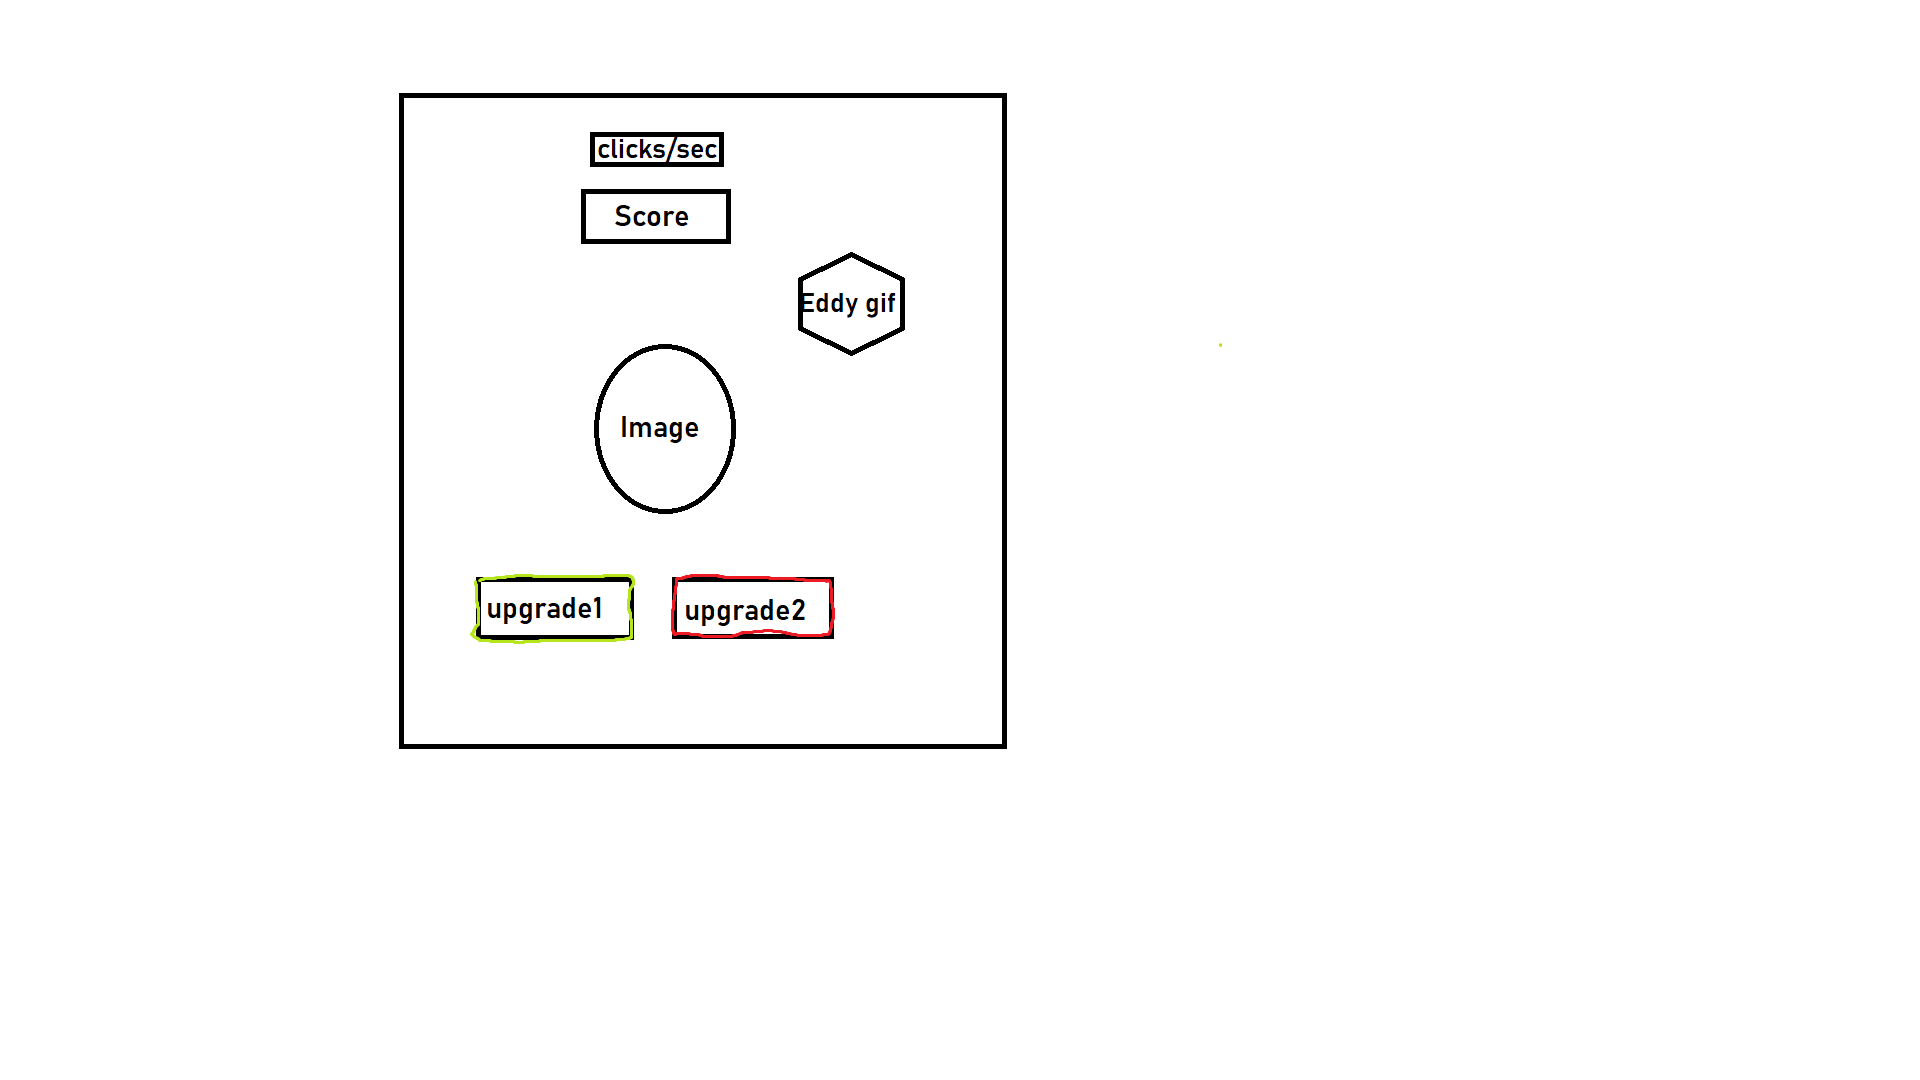 clicks/sec
Score
Eddy gif
Image
upgrade1
upgrade2